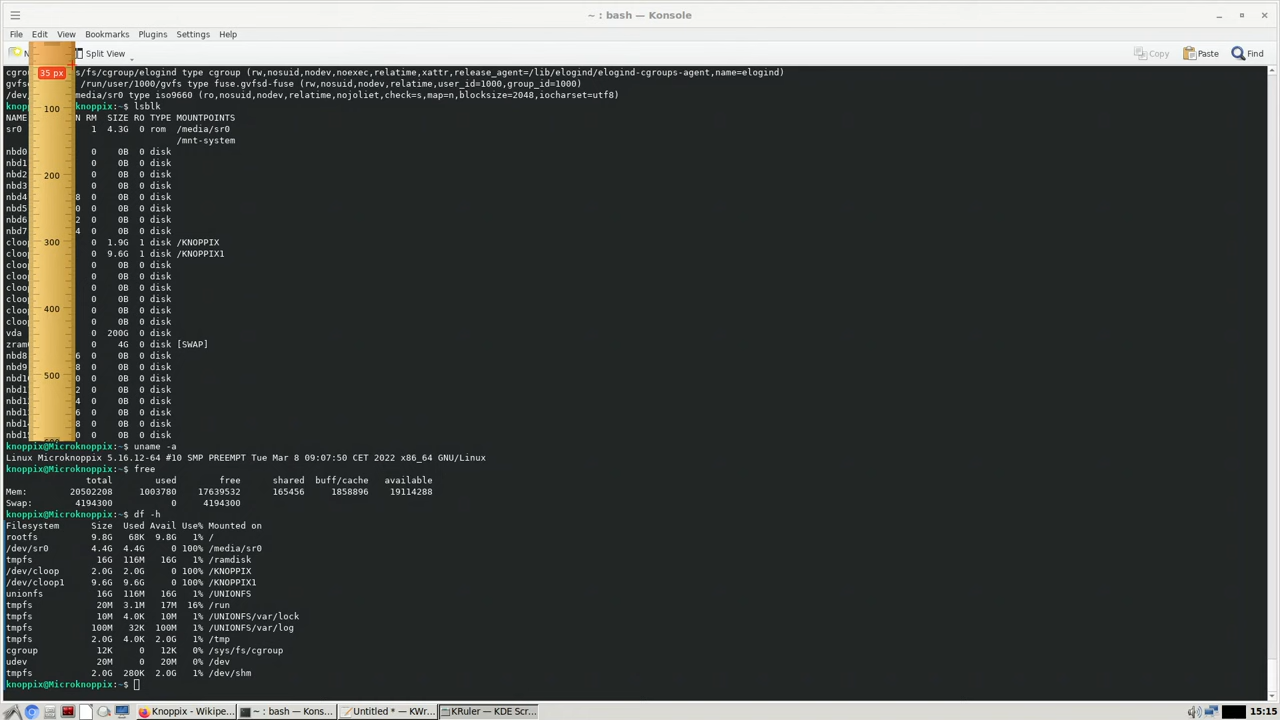 ~ : bash — Konsole
File Edit View Bookmarks Plugins Settings Help
Split View Copy Paste Find
cgro s/fs/cgroup/elogind type cgroup (rw,nosuid,nodev,noexec,relatime,xattr,release_agent=/lib/elogind/elogind-cgroups-agent,name=elogind)
gvfs /run/user/1000/gvfs type fuse.gvfsd-fuse (rw,nosuid,nodev,relatime,user_id=1000,group_id=1000)
/dev media/sr0 type iso9660 (ro,nosuid,nodev,relatime,nojoliet,check=s,map=n,blocksize=2048,iocharset=utf8)
knop knoppix:~$ lsblk
NAME N RM SIZE RO TYPE MOUNTPOINTS
sr0 1 4.3G 0 rom /media/sr0
/mnt-system
nbd0 0 0B 0 disk
nbd1 0 0B 0 disk
nbd2 0 0B 0 disk
nbd3 0 0B 0 disk
nbd4 8 0 0B 0 disk
nbd5 0 0 0B 0 disk
nbd6 2 0 0B 0 disk
nbd7 4 0 0B 0 disk
cloo 0 1.9G 1 disk /KNOPPIX
cloo 0 9.6G 1 disk /KNOPPIX1
cloo 0 0B 0 disk
cloo 0 0B 0 disk
cloo 0 0B 0 disk
cloo 0 0B 0 disk
cloo 0 0B 0 disk
cloo 0 0B 0 disk
vda 0 200G 0 disk
zram 0 4G 0 disk [SWAP]
nbd8 6 0 0B 0 disk
nbd9 8 0 0B 0 disk
nbd1 0 0 0B 0 disk
nbd1 2 0 0B 0 disk
nbd1 4 0 0B 0 disk
nbd1 6 0 0B 0 disk
nbd1 8 0 0B 0 disk
nbd1 0 0 0B 0 disk
35 px
100
200
300
400
500
knoppix@Microknoppix:~$ uname -a
Linux Microknoppix 5.16.12-64 #10 SMP PREEMPT Tue Mar 8 09:07:50 CET 2022 x86_64 GNU/Linux
knoppix@Microknoppix:~$ free
total used free shared buff/cache available
Mem: 20502208 1003780 17639532 165456 1858896 19114288
Swap: 4194300 0 4194300
knoppix@Microknoppix:~$ df -h
Filesystem Size Used Avail Use% Mounted on
rootfs 9.8G 68K 9.8G 1% /
/dev/sr0 4.4G 4.4G 0 100% /media/sr0
tmpfs 16G 116M 16G 1% /ramdisk
/dev/cloop 2.0G 2.0G 0 100% /KNOPPIX
/dev/cloop1 9.6G 9.6G 0 100% /KNOPPIX1
unionfs 16G 116M 16G 1% /UNIONFS
tmpfs 20M 3.1M 17M 16% /run
tmpfs 10M 4.0K 10M 1% /UNIONFS/var/lock
tmpfs 100M 32K 100M 1% /UNIONFS/var/log
tmpfs 2.0G 4.0K 2.0G 1% /tmp
cgroup 12K 0 12K 0% /sys/fs/cgroup
udev 20M 0 20M 0% /dev
tmpfs 2.0G 280K 2.0G 1% /dev/shm
knoppix@Microknoppix:~$
Knoppix - Wikipe... ~ : bash — Kons... Untitled * — KWr... KRuler — KDE Scr... 15:15